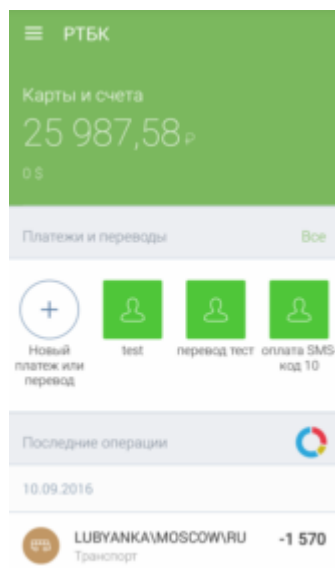 РТБК
Карты и счета
25 987,58 ₽
0 $
Платежи и переводы
Все
Новый
платеж или
перевод
test
перевод тест
оплата SMS
код 10
Последние операции
10.09.2016
LUBYANKA\MOSCOW\RU
-1 570
Транспорт